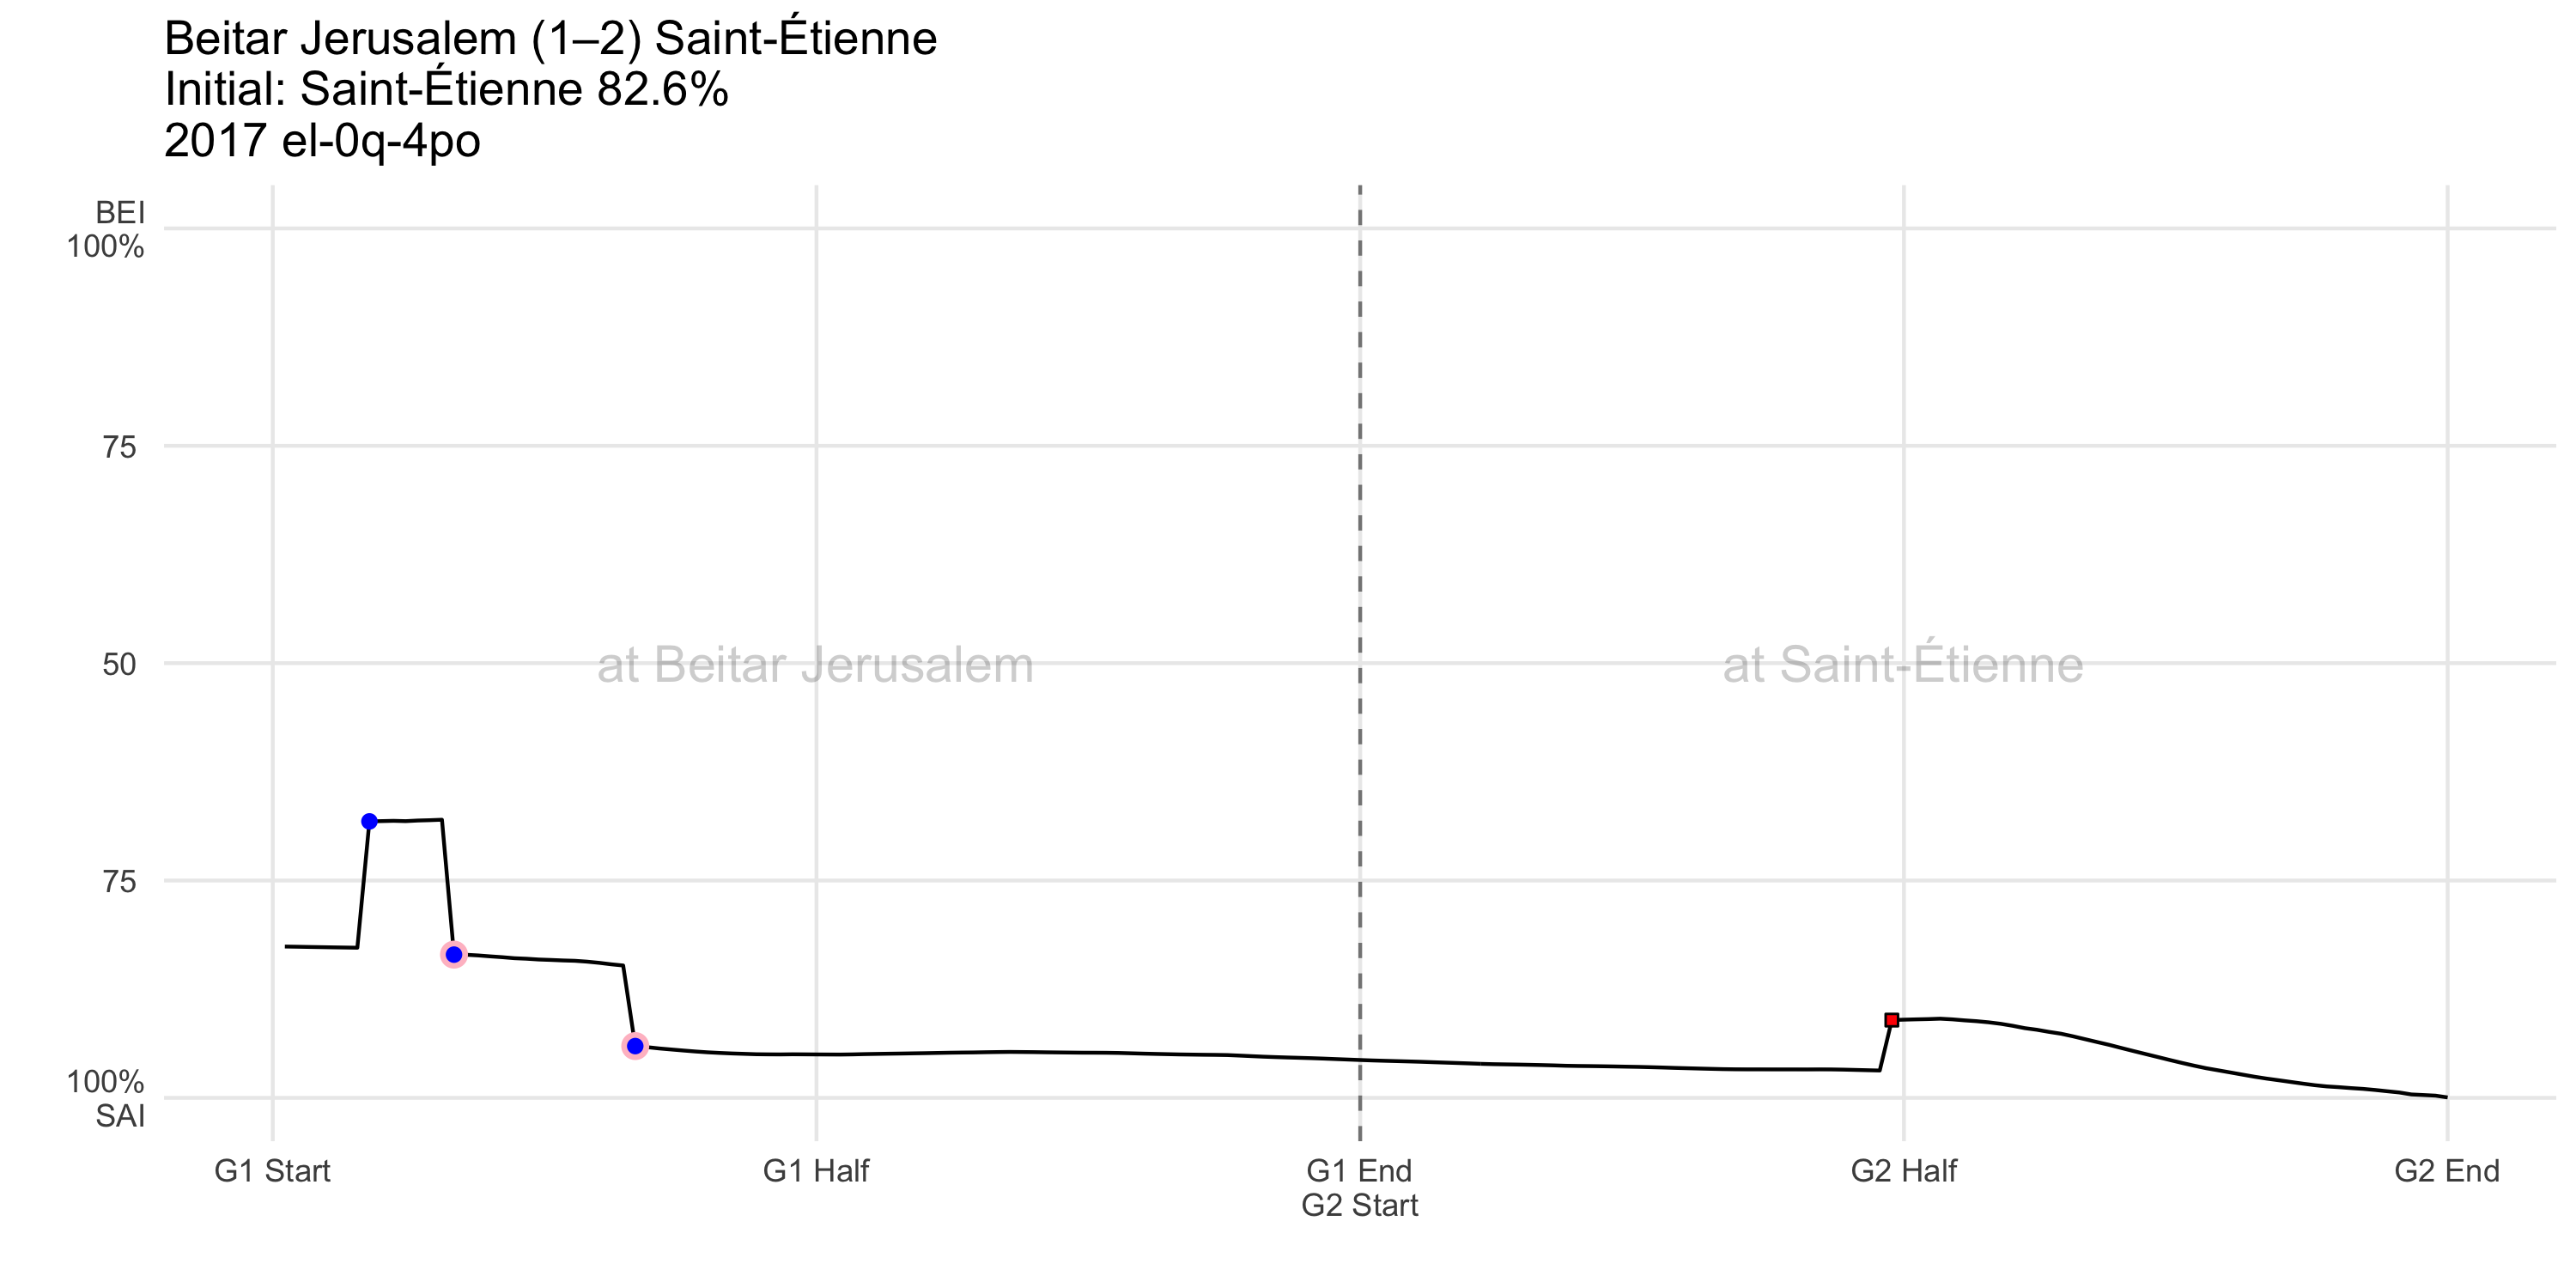 Beitar Jerusalem (1–2) Saint-Étienne
Initial: Saint-Étienne 82.6%
2017 el-0q-4po
BEI
100%
75
50
75
100%
SAI
at Beitar Jerusalem
at Saint-Étienne
G1 Start
G1 Half
G1 End
G2 Start
G2 Half
G2 End